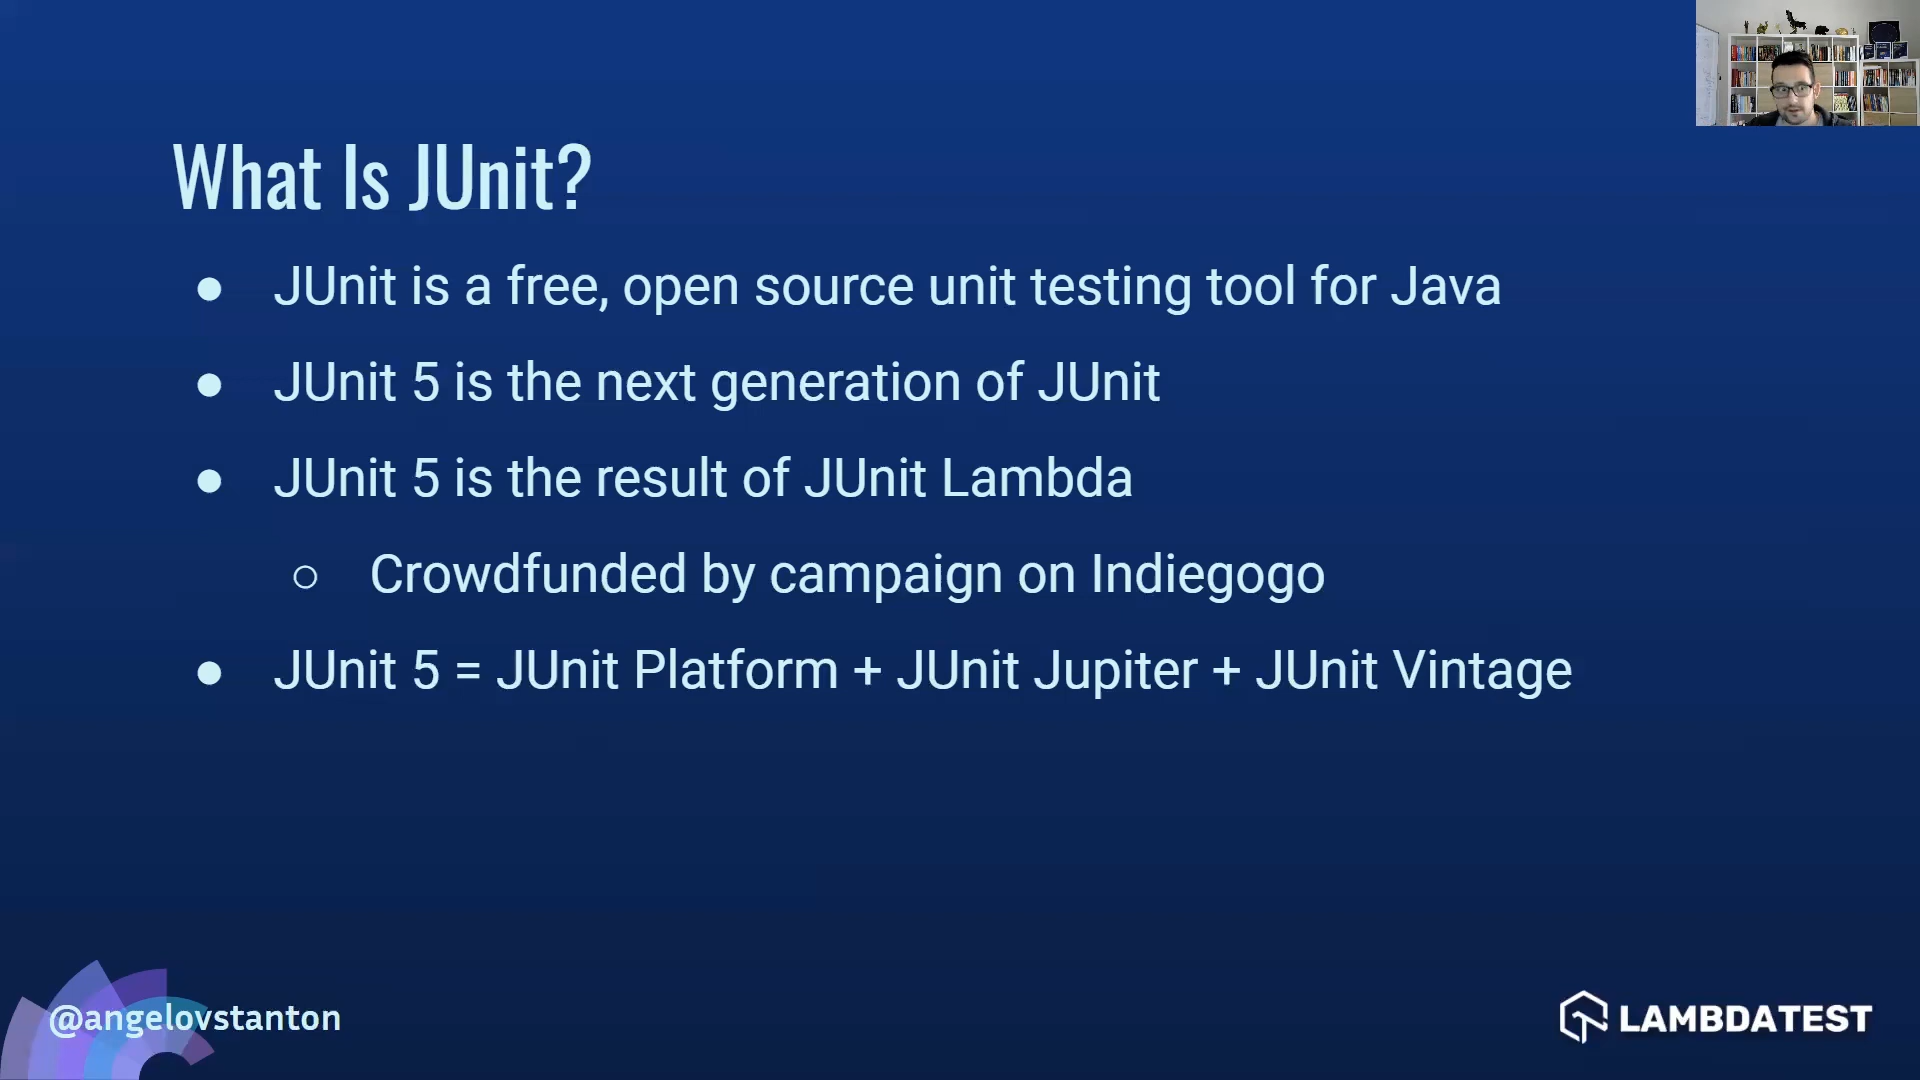 What Is JUnit?
● JUnit is a free, open source unit testing tool for Java
● JUnit 5 is the next generation of JUnit
● JUnit 5 is the result of JUnit Lambda
○ Crowdfunded by campaign on Indiegogo
● JUnit 5 = JUnit Platform + JUnit Jupiter + JUnit Vintage
@angelovstanton
LAMBDATEST